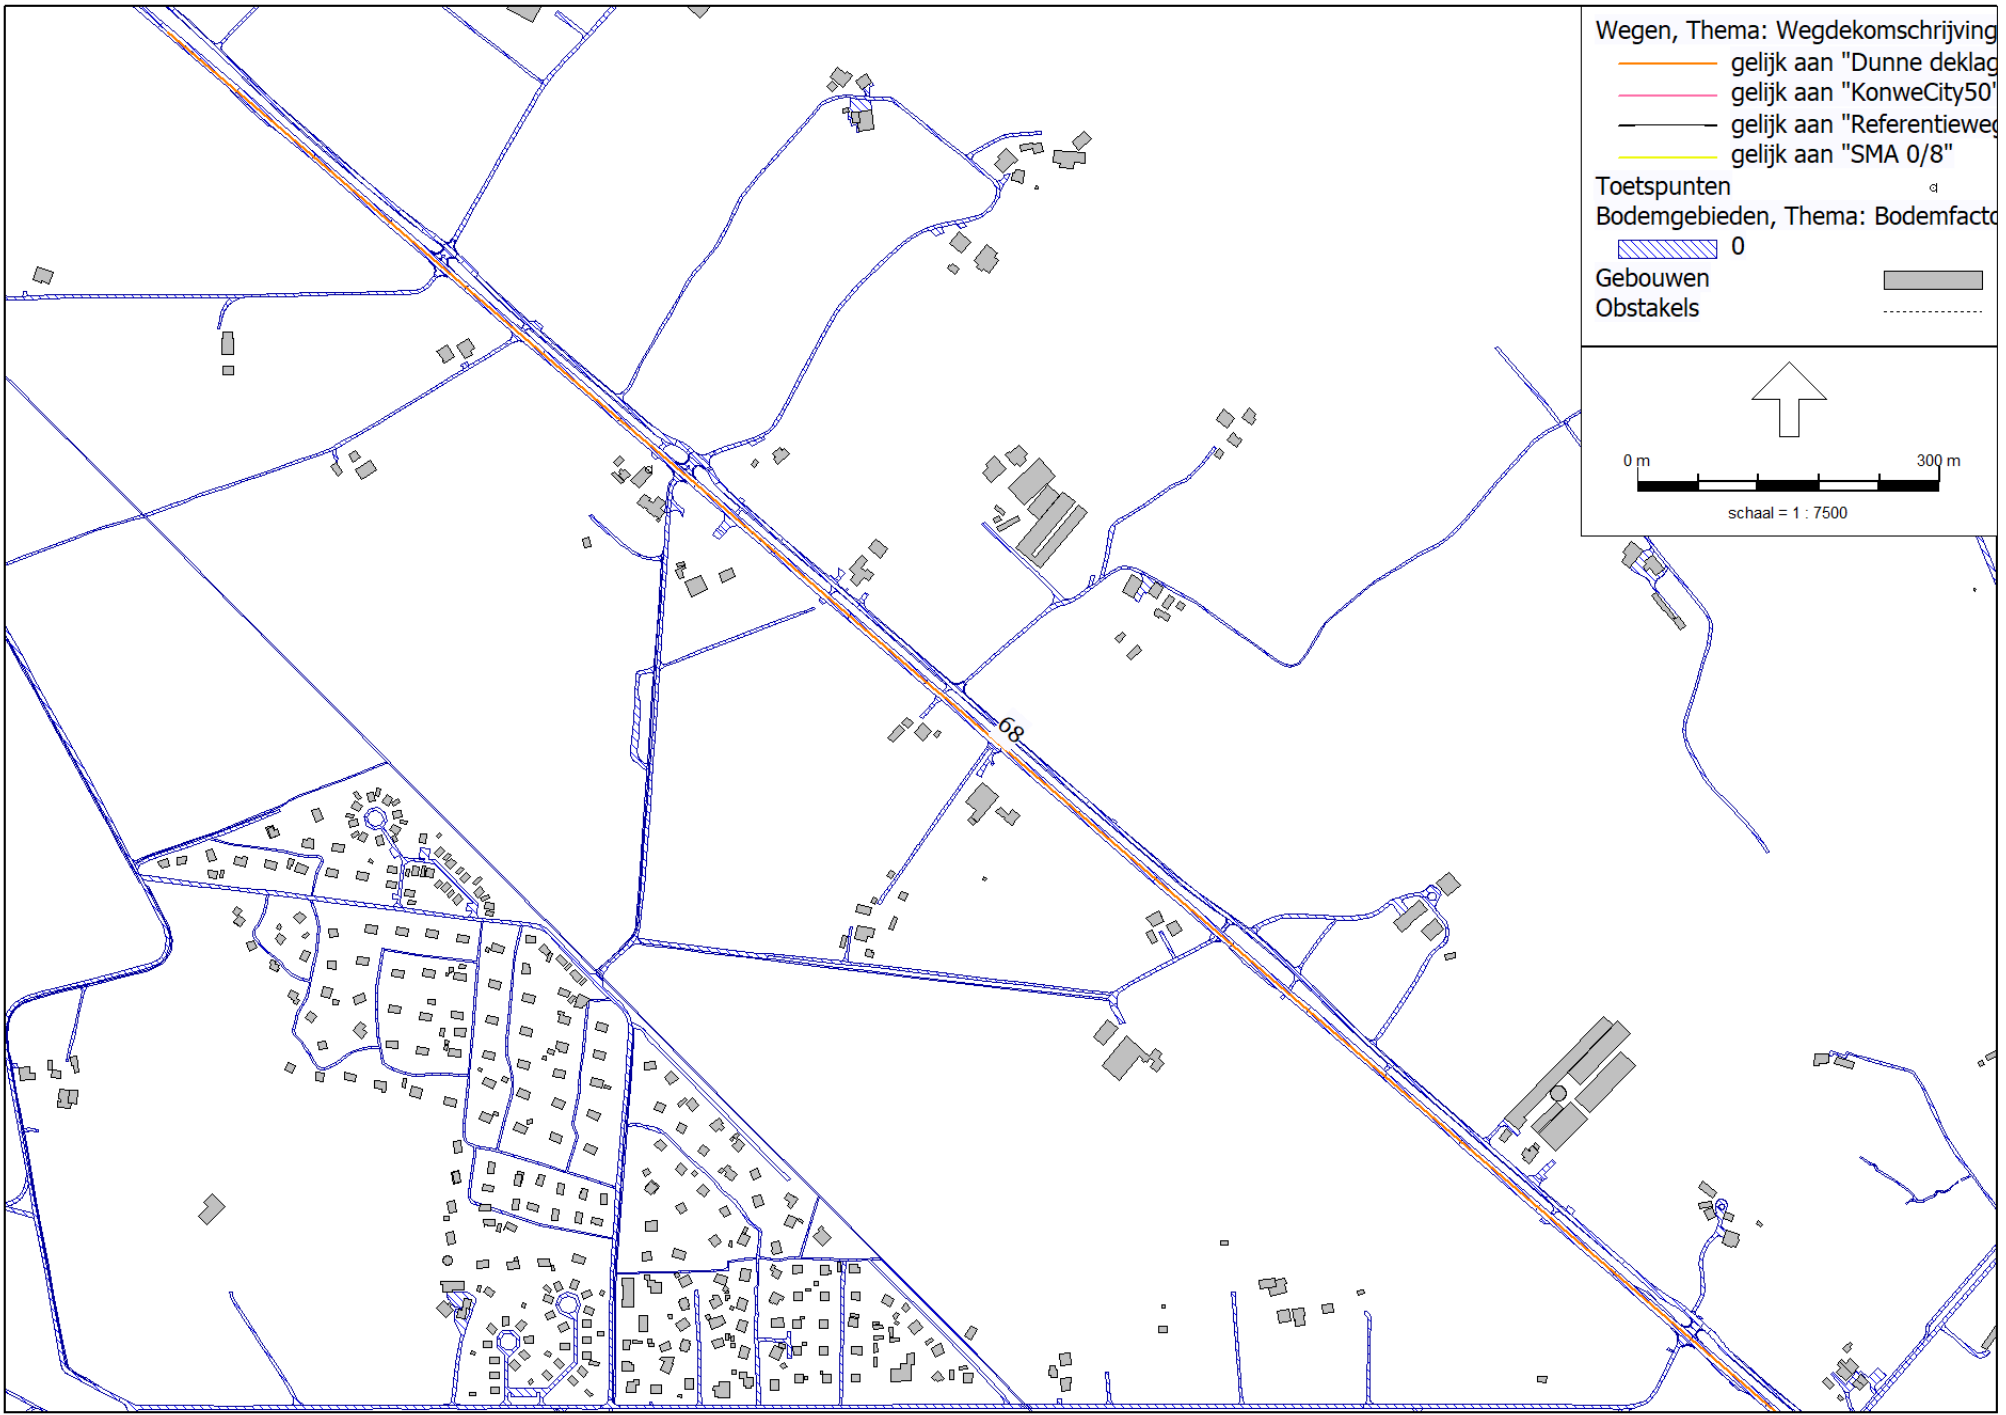 Wegen, Thema: Wegdekomschrijving
gelijk aan "Dunne deklag
gelijk aan "KonweCity50"
gelijk aan "Referentieweg
gelijk aan "SMA 0/8"
Toetspunten
Bodemgebieden, Thema: Bodemfacto
0
Gebouwen
Obstakels
0 m 300 m
schaal = 1 : 7500
68